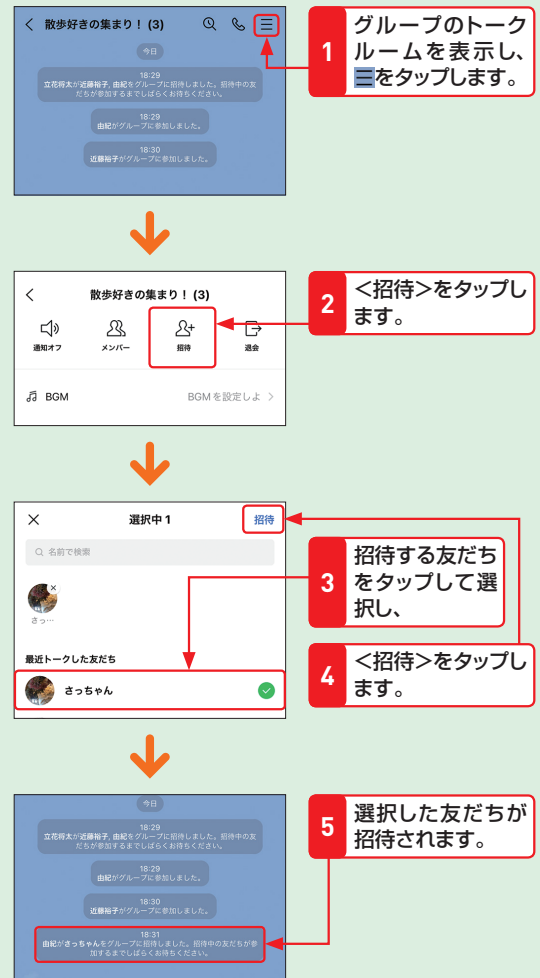 散歩好きの集まり！ (3)
今日
18:29
立花将太が近藤裕子, 由紀をグループに招待しました。招待中の友
だちが参加するまでしばらくお待ちください。
18:29
由紀がグループに参加しました。
18:30
近藤裕子がグループに参加しました。
1
グループのトーク
ルームを表示し、
☰をタップします。
散歩好きの集まり！ (3)
通知オフ
メンバー
招待
退会
BGM
BGMを設定しよ
2
<招待>をタップし
ます。
選択中 1
招待
名前で検索
さっ…
最近トークした友だち
さっちゃん
3
招待する友だち
をタップして選
択し、
4
<招待>をタップし
ます。
今日
18:29
立花将太が近藤裕子, 由紀をグループに招待しました。招待中の友
だちが参加するまでしばらくお待ちください。
18:29
由紀がグループに参加しました。
18:30
近藤裕子がグループに参加しました。
18:31
由紀がさっちゃんをグループに招待しました。招待中の友だちが参
加するまでしばらくお待ちください。
5
選択した友だちが
招待されます。